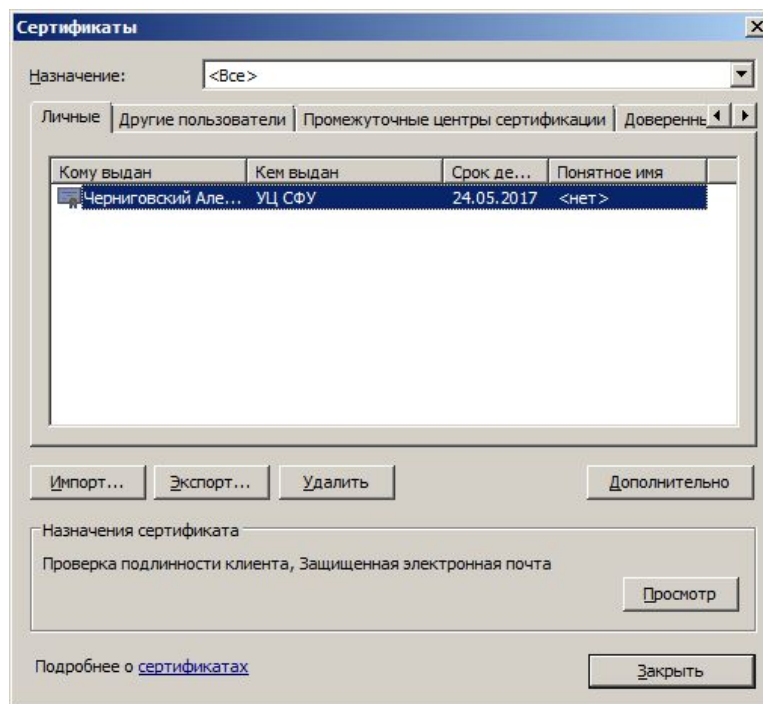 Сертификаты
Назначение: <Все>
Личные Другие пользователи Промежуточные центры сертификации Доверенны
Кому выдан Кем выдан Срок де... Понятное имя
Черниговский Але... УЦ СФУ 24.05.2017 <нет>
Импорт... Экспорт... Удалить Дополнительно
Назначения сертификата
Проверка подлинности клиента, Защищенная электронная почта
Просмотр
Подробнее о сертификатах
Закрыть